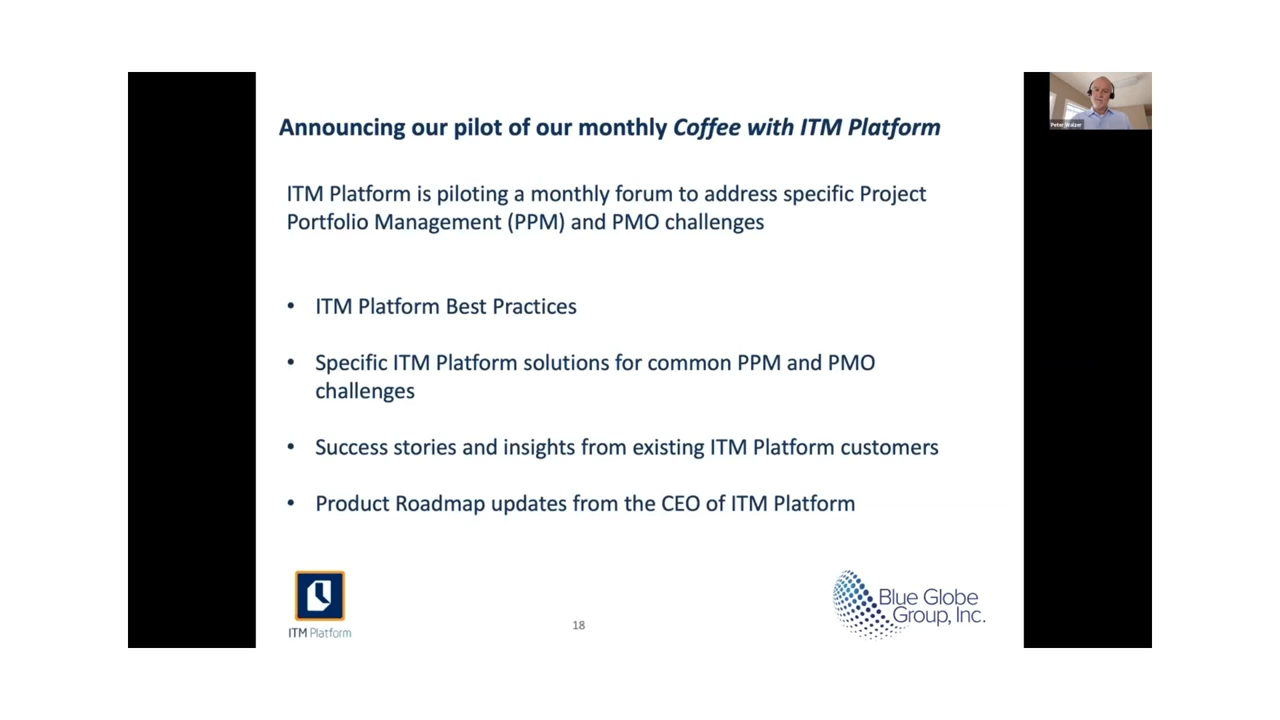 Announcing our pilot of our monthly Coffee with ITM Platform
Peter Walzer
ITM Platform is piloting a monthly forum to address specific Project
Portfolio Management (PPM) and PMO challenges
• ITM Platform Best Practices
• Specific ITM Platform solutions for common PPM and PMO
challenges
• Success stories and insights from existing ITM Platform customers
• Product Roadmap updates from the CEO of ITM Platform
ITM Platform
18
Blue Globe
Group, Inc.